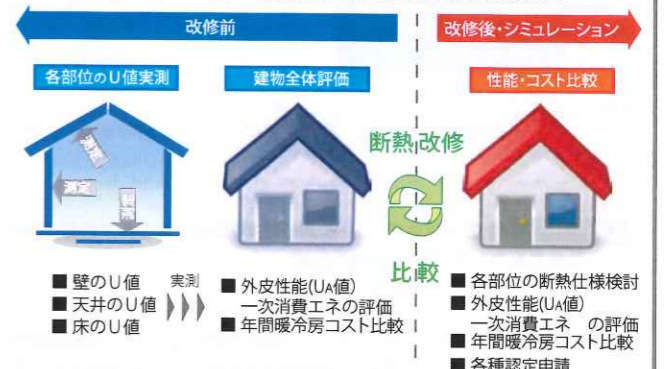 改修前
改修後・シミュレーション
各部位のU値実測
建物全体評価
性能・コスト比較
測定
測定
測定
断熱改修
比較
■ 壁のU値
■ 天井のU値
■ 床のU値
実測
■ 外皮性能(UA値)
一次消費エネの評価
■ 年間暖冷房コスト比較
■ 各部位の断熱仕様検討
■ 外皮性能(UA値)
一次消費エネ の評価
■ 年間暖冷房コスト比較
■ 各種認定申請